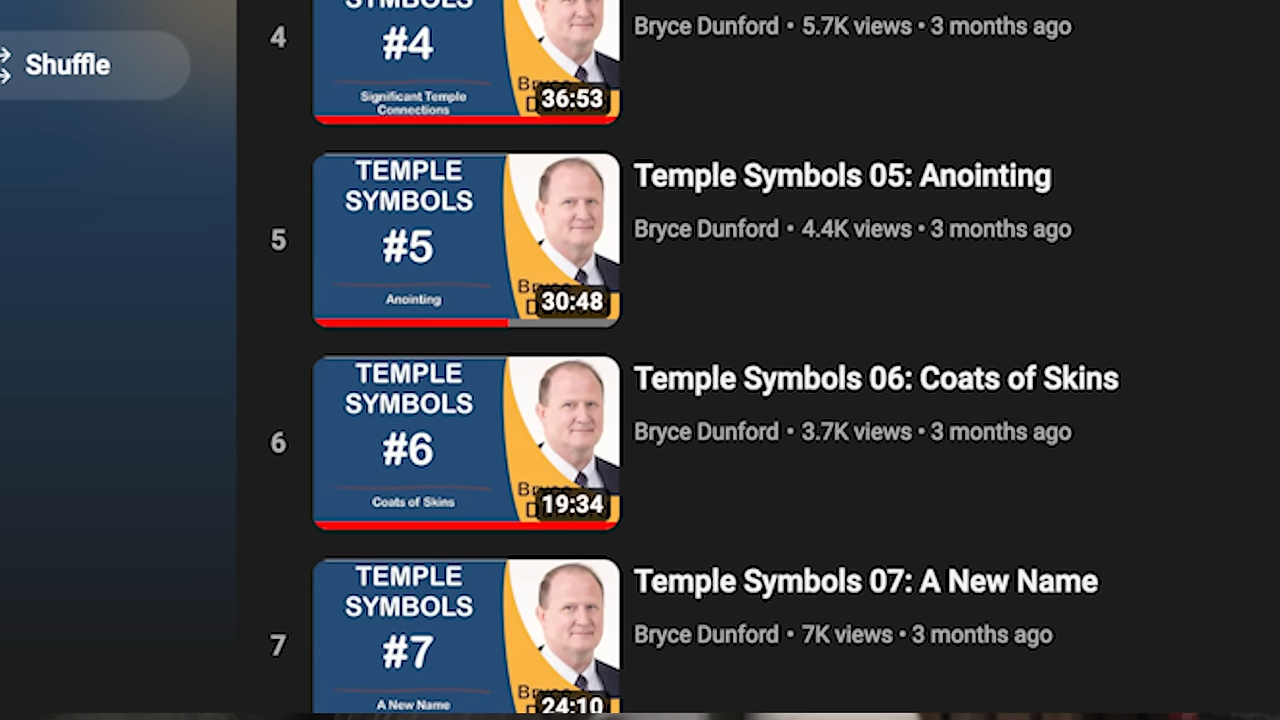 Shuffle
4
SYMBOLS
#4
Significant Temple
Connections
36:53
Bryce Dunford • 5.7K views • 3 months ago
5
TEMPLE
SYMBOLS
#5
Anointing
30:48
Temple Symbols 05: Anointing
Bryce Dunford • 4.4K views • 3 months ago
6
TEMPLE
SYMBOLS
#6
Coats of Skins
19:34
Temple Symbols 06: Coats of Skins
Bryce Dunford • 3.7K views • 3 months ago
7
TEMPLE
SYMBOLS
#7
A New Name
24:10
Temple Symbols 07: A New Name
Bryce Dunford • 7K views • 3 months ago